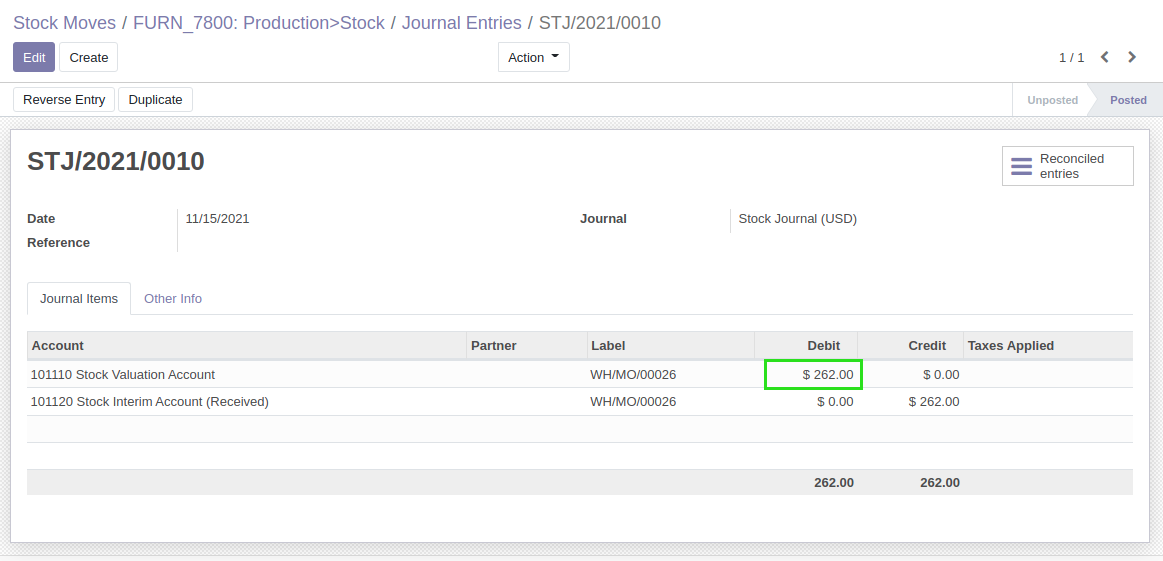 Stock Moves / FURN_7800: Production>Stock / Journal Entries / STJ/2021/0010
Edit Create Action 1 / 1
Reverse Entry Duplicate Unposted Posted
STJ/2021/0010
Reconciled
entries
Date 11/15/2021 Journal Stock Journal (USD)
Reference
Journal Items Other Info
Account Partner Label Debit Credit Taxes Applied
101110 Stock Valuation Account WH/MO/00026 $ 262.00 $ 0.00
101120 Stock Interim Account (Received) WH/MO/00026 $ 0.00 $ 262.00
262.00 262.00